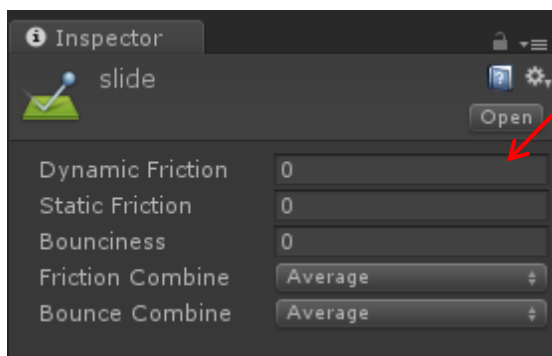 Inspector
slide
Open
Dynamic Friction 0
Static Friction 0
Bounciness 0
Friction Combine Average
Bounce Combine Average